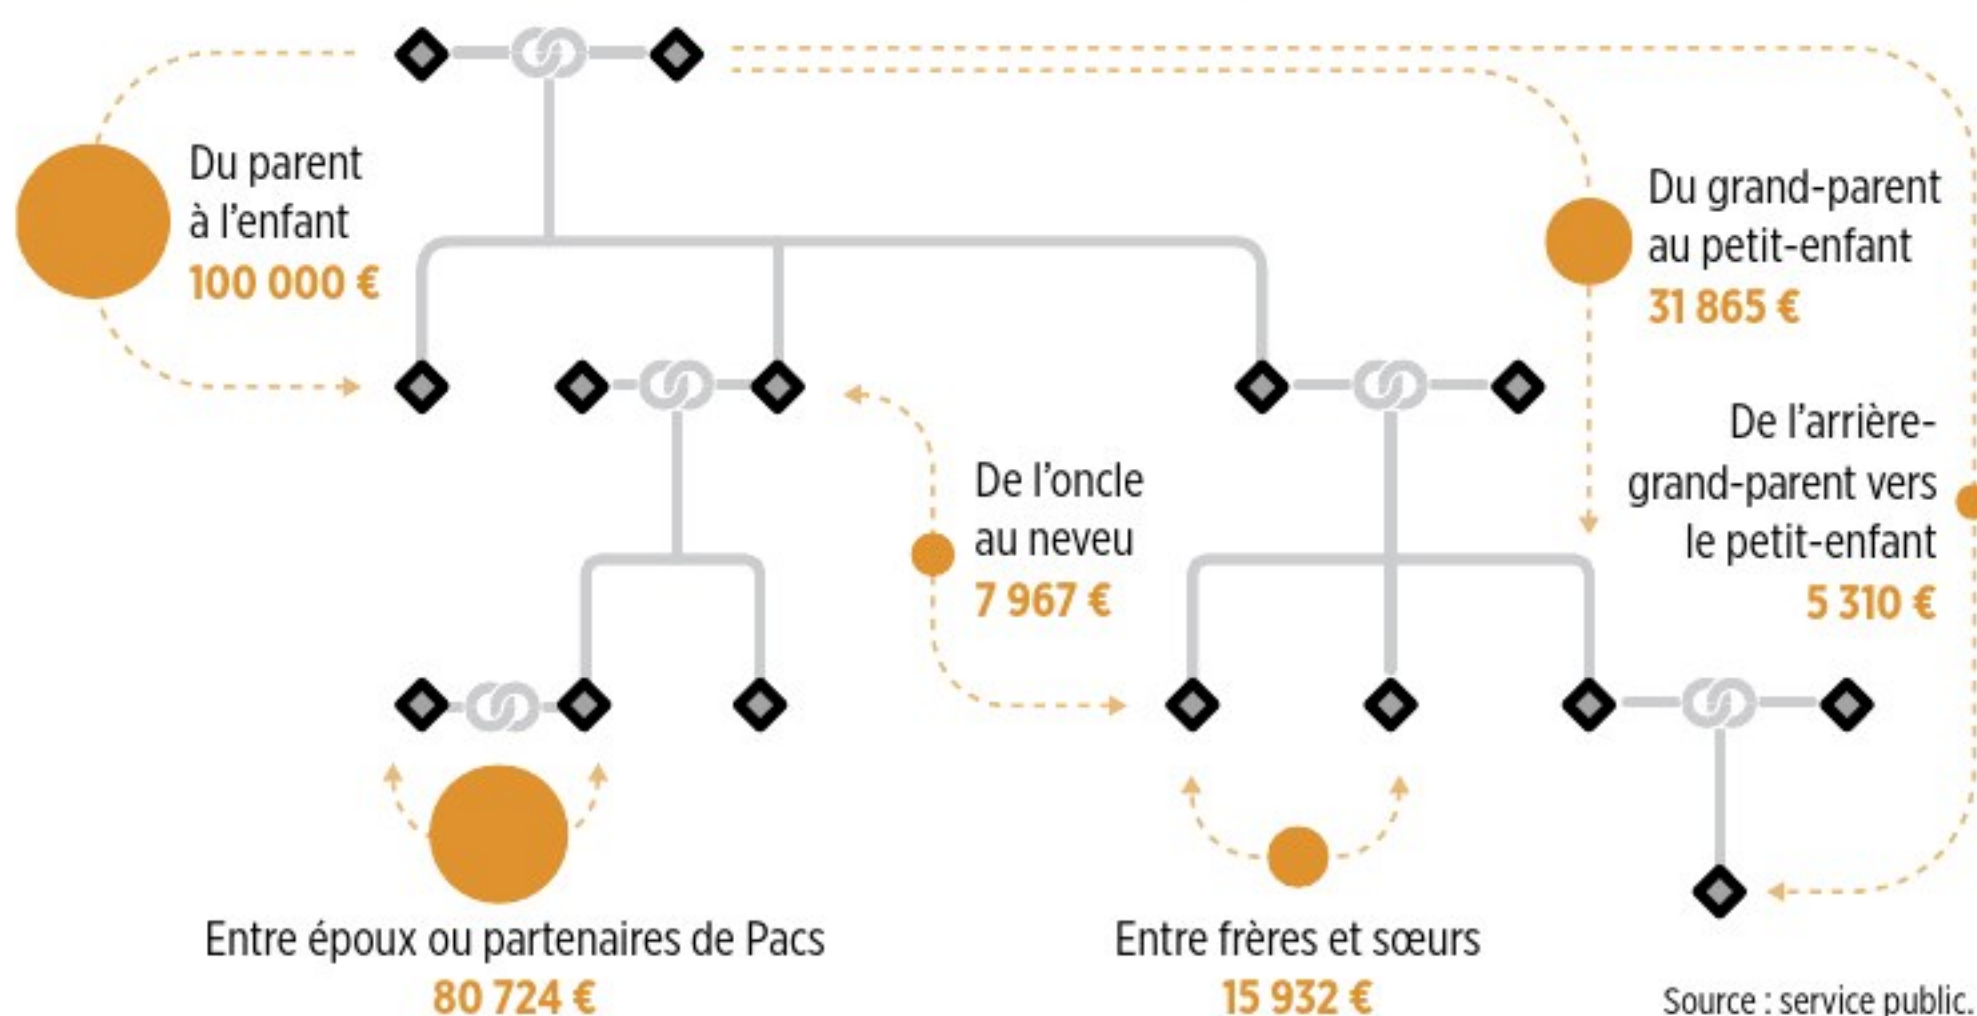 Du parent
à l'enfant
100 000 €
Du grand-parent
au petit-enfant
31 865 €
De l'arrière-
grand-parent vers
le petit-enfant
5 310 €
De l'oncle
au neveu
7 967 €
Entre époux ou partenaires de Pacs
80 724 €
Entre frères et sœurs
15 932 €
Source : service public.